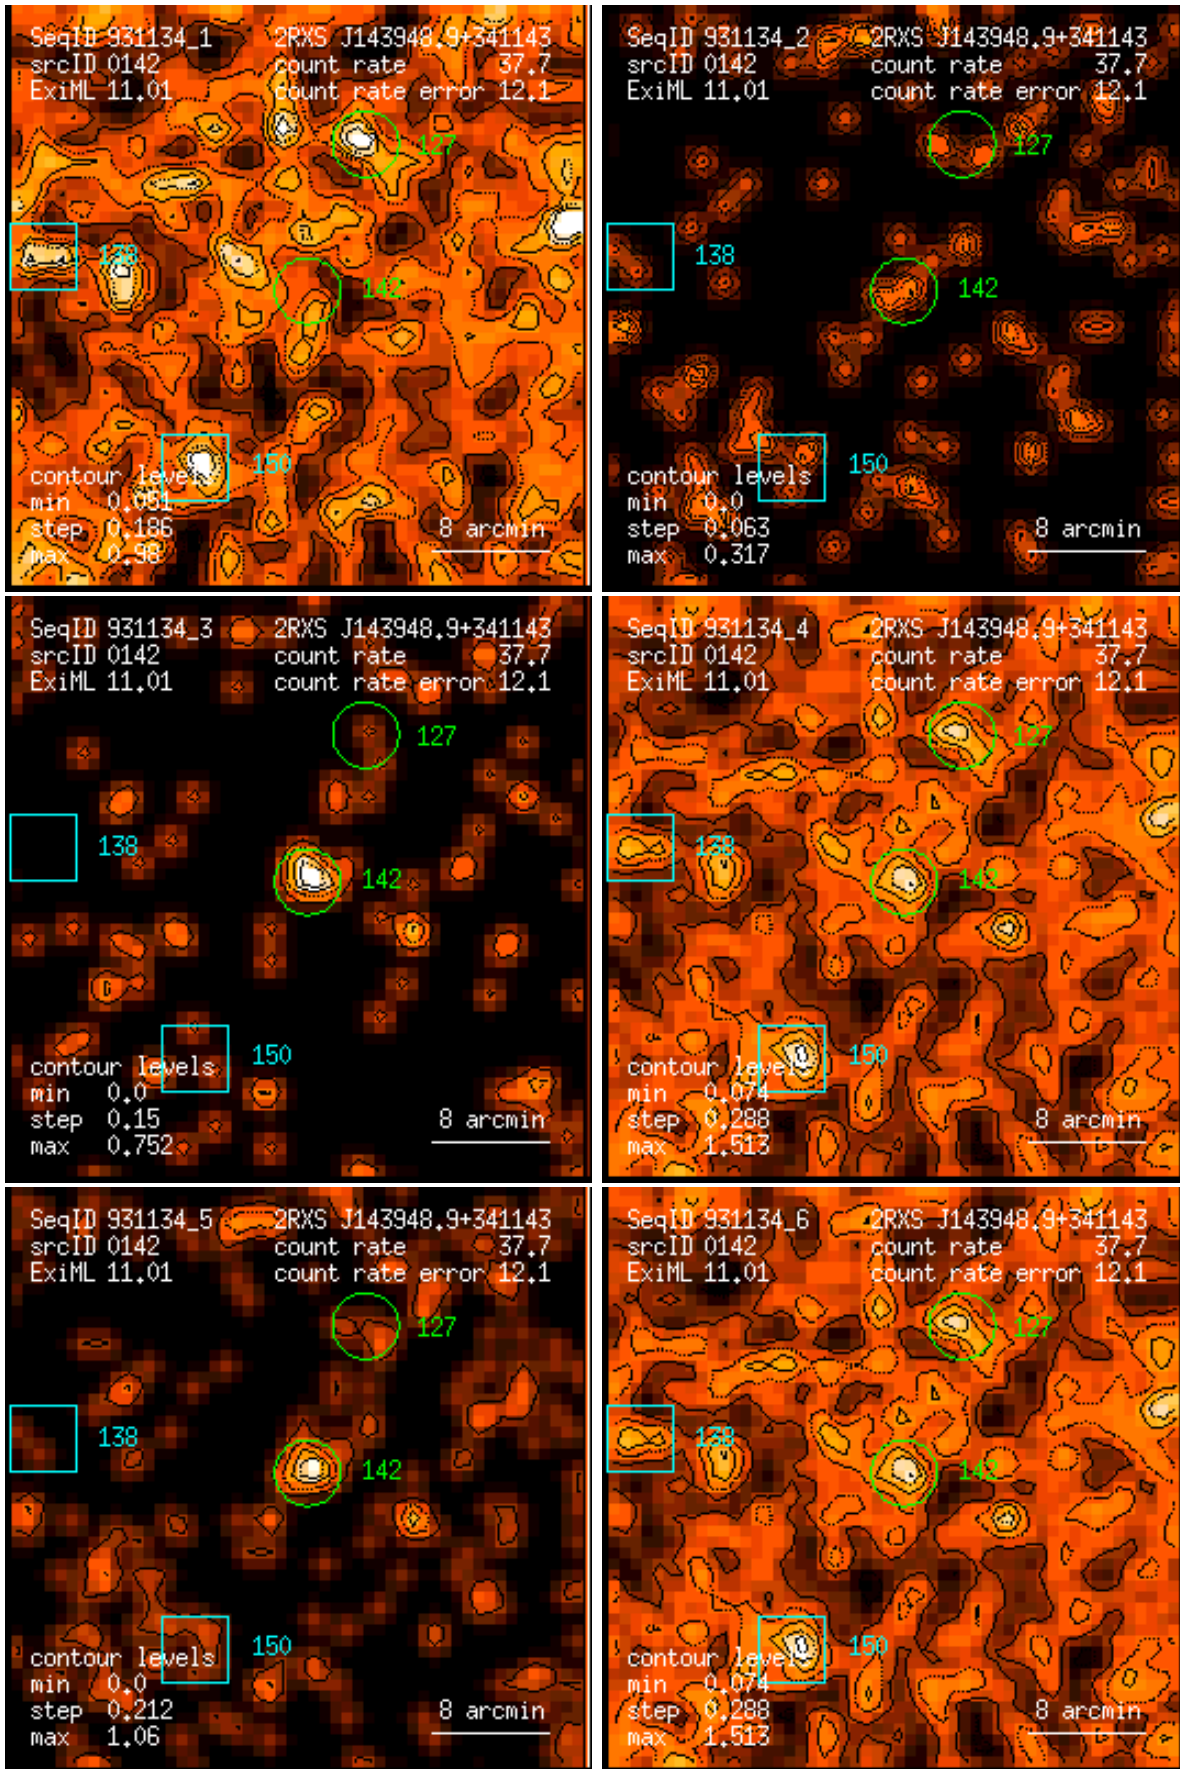 SeqID 931134_1 2RXS J143948.9+341143
srcID 0142 count rate 37.7
ExiML 11.01 count rate error 12.1
127
138
142
150
contour levels
min 0.051
step 0.186
max 0.98
8 arcmin
SeqID 931134_2 2RXS J143948.9+341143
srcID 0142 count rate 37.7
ExiML 11.01 count rate error 12.1
127
138
142
150
contour levels
min 0.0
step 0.063
max 0.317
8 arcmin
SeqID 931134_3 2RXS J143948.9+341143
srcID 0142 count rate 37.7
ExiML 11.01 count rate error 12.1
127
138
142
150
contour levels
min 0.0
step 0.15
max 0.752
8 arcmin
SeqID 931134_4 2RXS J143948.9+341143
srcID 0142 count rate 37.7
ExiML 11.01 count rate error 12.1
127
138
142
150
contour levels
min 0.074
step 0.288
max 1.513
8 arcmin
SeqID 931134_5 2RXS J143948.9+341143
srcID 0142 count rate 37.7
ExiML 11.01 count rate error 12.1
127
138
142
150
contour levels
min 0.0
step 0.212
max 1.06
8 arcmin
SeqID 931134_6 2RXS J143948.9+341143
srcID 0142 count rate 37.7
ExiML 11.01 count rate error 12.1
127
138
142
150
contour levels
min 0.074
step 0.288
max 1.513
8 arcmin